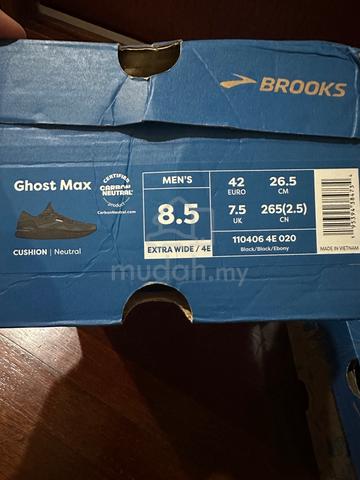 BROOKS
Ghost Max
CERTIFIED
CARBON
NEUTRAL
product
CarbonNeutral.com
CUSHION | Neutral
MEN'S
8.5
EXTRA WIDE / 4E
42 26.5
EURO CM
7.5 265(2.5)
UK CN
110406 4E 020
Black/Black/Ebony
MADE IN VIETNAM
mudah.my